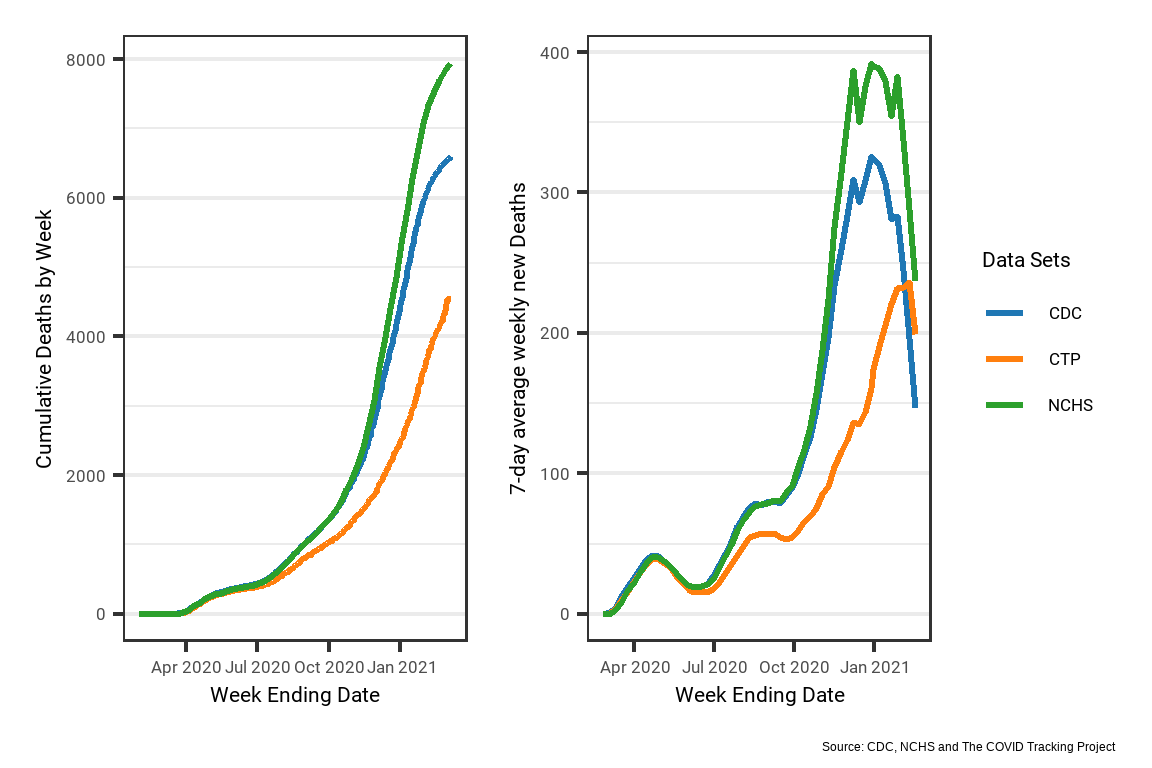 Cumulative Deaths by Week
8000
6000
4000
2000
0
Apr 2020 Jul 2020 Oct 2020 Jan 2021
Week Ending Date
7-day average weekly new Deaths
400
300
200
100
0
Apr 2020 Jul 2020 Oct 2020 Jan 2021
Week Ending Date
Data Sets
CDC
CTP
NCHS
Source: CDC, NCHS and The COVID Tracking Project